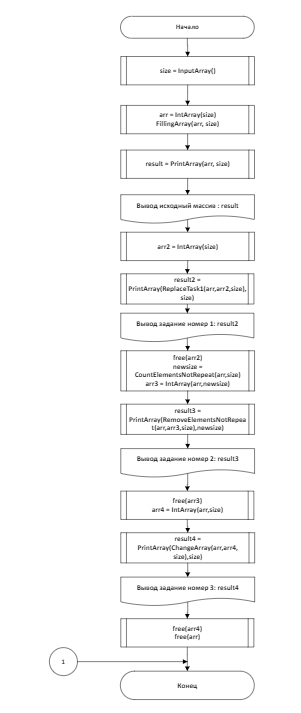 Начало
size = InputArray()
arr = IntArray(size)
FillingArray(arr, size)
result = PrintArray(arr, size)
Вывод исходный массив : result
arr2 = IntArray(size)
result2 =
PrintArray(ReplaceTask1(arr,arr2,size),
size)
Вывод задание номер 1: result2
free(arr2)
newsize =
CountElementsNotRepeat(arr,size)
arr3 = IntArray(arr,newsize)
result3 =
PrintArray(RemoveElementsNotRepea
t(arr,arr3,size),newsize)
Вывод задание номер 2: result3
free(arr3)
arr4 = IntArray(arr,size)
result4 =
PrintArray(ChangeArray(arr,arr4,
size),size)
Вывод задание номер 3: result4
free(arr4)
free(arr)
1
Конец